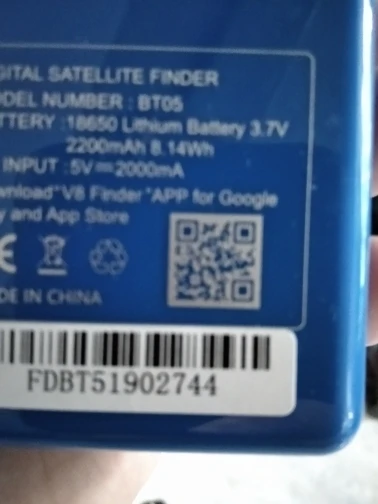 GITAL SATELLITE FINDER
ODEL NUMBER : BT05
TTERY :18650 Lithium Battery 3.7V
2200mAh 8.14Wh
INPUT :5V⎓2000mA
wnload"V8 Finder "APP for Google
y and App Store
CE
DE IN CHINA
FDBT51902744